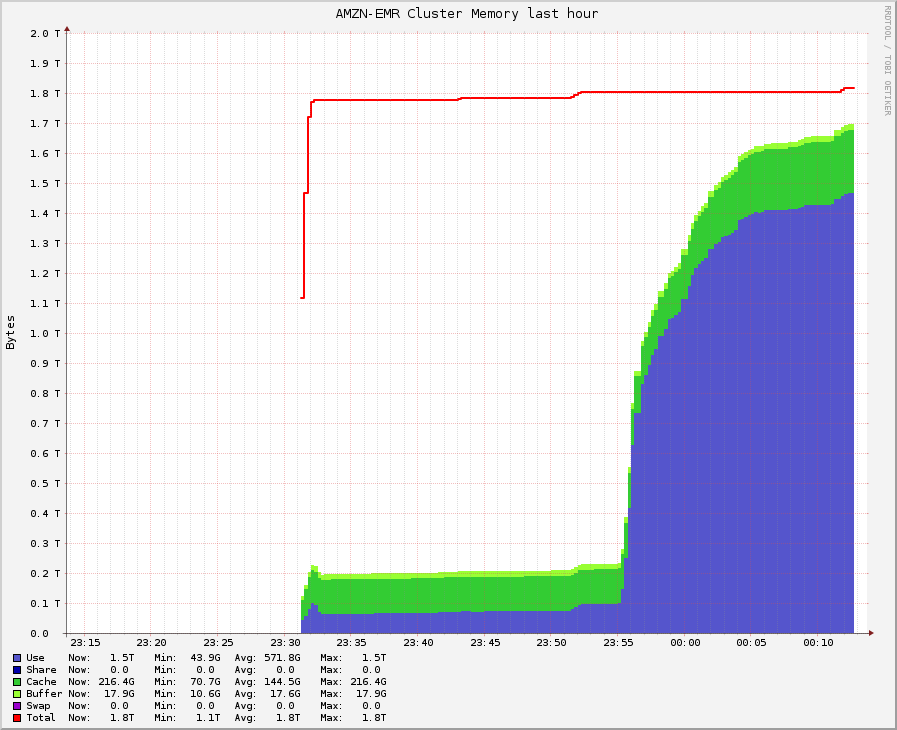 AMZN-EMR Cluster Memory last hour
RRDTOOL / TOBI OETIKER
Bytes
2.0 T
1.9 T
1.8 T
1.7 T
1.6 T
1.5 T
1.4 T
1.3 T
1.2 T
1.1 T
1.0 T
0.9 T
0.8 T
0.7 T
0.6 T
0.5 T
0.4 T
0.3 T
0.2 T
0.1 T
0.0
23:15 23:20 23:25 23:30 23:35 23:40 23:45 23:50 23:55 00:00 00:05 00:10
Use Now: 1.5T Min: 43.9G Avg: 571.8G Max: 1.5T
Share Now: 0.0 Min: 0.0 Avg: 0.0 Max: 0.0
Cache Now: 216.4G Min: 70.7G Avg: 144.5G Max: 216.4G
Buffer Now: 17.9G Min: 10.6G Avg: 17.6G Max: 17.9G
Swap Now: 0.0 Min: 0.0 Avg: 0.0 Max: 0.0
Total Now: 1.8T Min: 1.1T Avg: 1.8T Max: 1.8T